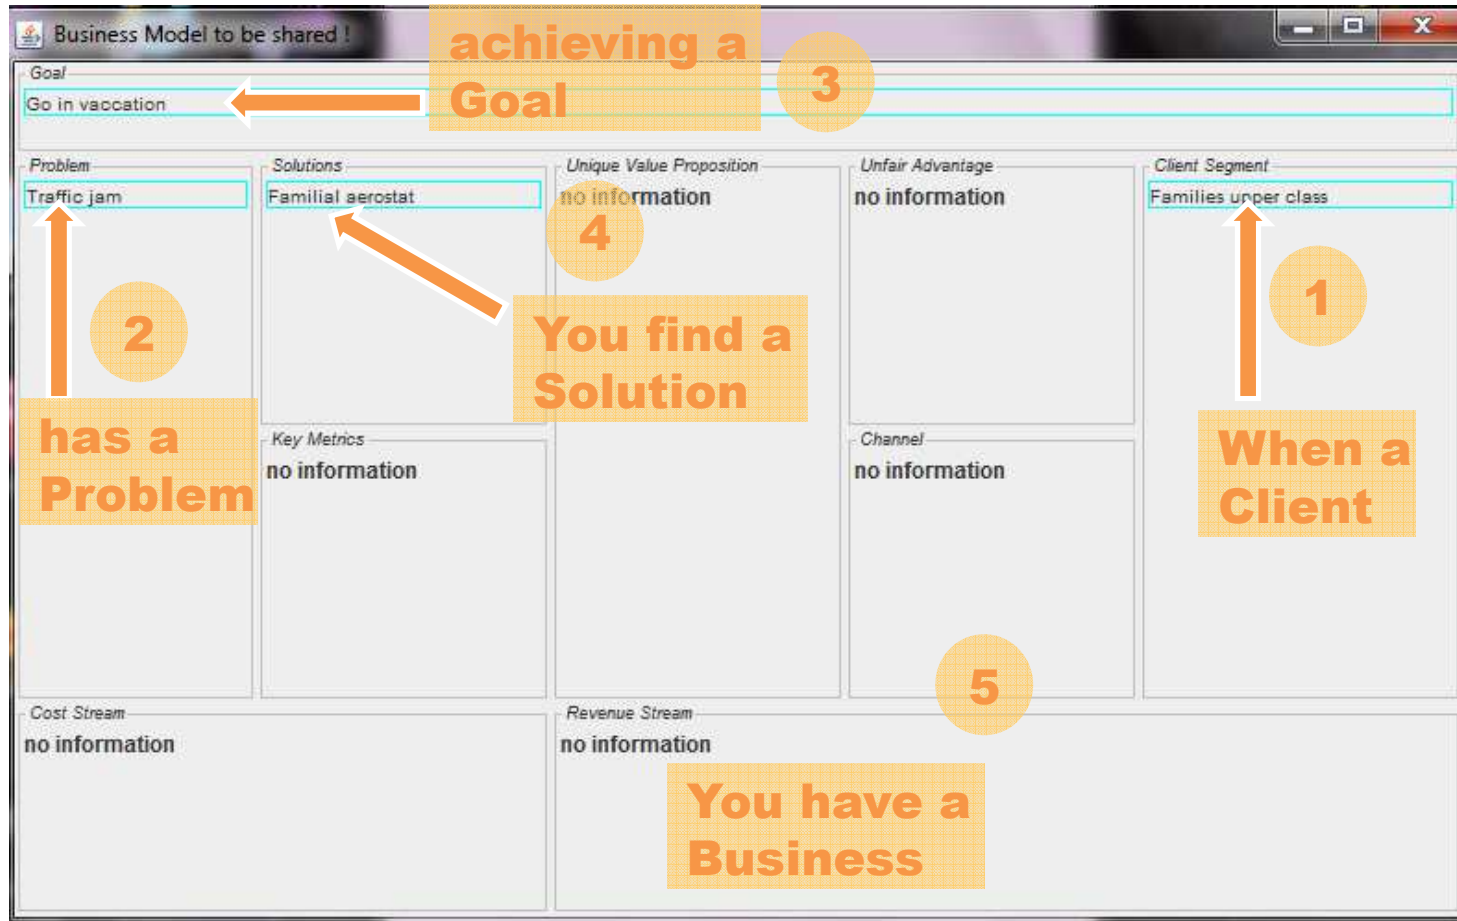 Business Model to be shared !
achieving a
Goal
3
Goal
Go in vaccation
Problem
Traffic jam
Solutions
Familial aerostat
Unique Value Proposition
no information
Unfair Advantage
no information
Client Segment
Families upper class
4
1
2
You find a
Solution
has a
Problem
Key Metrics
no information
Channel
no information
When a
Client
5
Cost Stream
no information
Revenue Stream
no information
You have a
Business